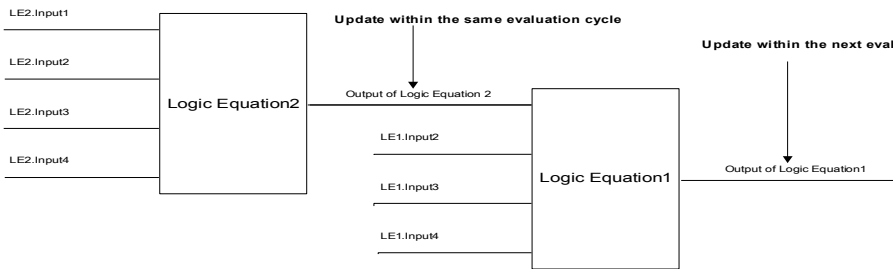 LE2.Input1
Update within the same evaluation cycle
LE2.Input2
Update within the next eval
LE2.Input3
Logic Equation2
Output of Logic Equation 2
LE2.Input4
LE1.Input2
LE1.Input3
Logic Equation1
Output of Logic Equation1
LE1.Input4